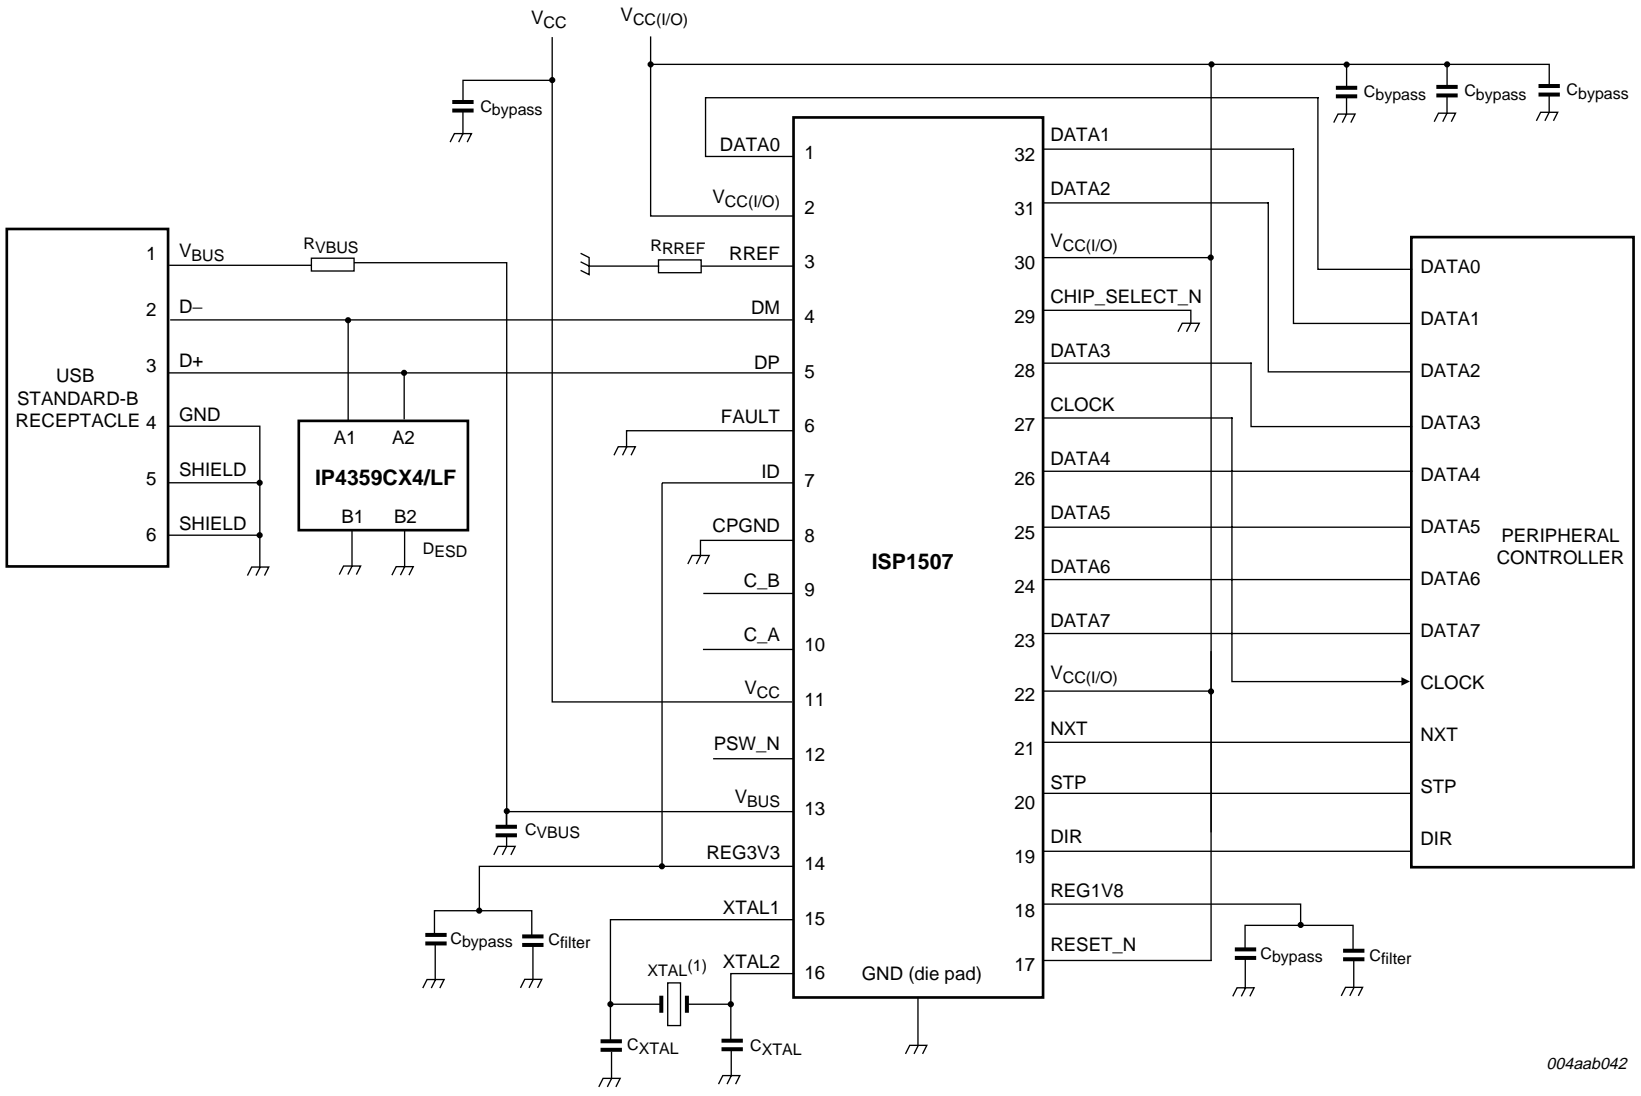 VCC
VCC(I/O)
Cbypass
Cbypass
Cbypass
Cbypass
USB
STANDARD-B
RECEPTACLE
1
VBUS
2
D−
3
D+
4
GND
5
SHIELD
6
SHIELD
RVBUS
A1
A2
IP4359CX4/LF
B1
B2
DESD
RRREF
CVBUS
Cbypass
Cfilter
XTAL(1)
CXTAL
CXTAL
DATA0
1
VCC(I/O)
2
RREF
3
DM
4
DP
5
FAULT
6
ID
7
CPGND
8
C_B
9
C_A
10
VCC
11
PSW_N
12
VBUS
13
REG3V3
14
XTAL1
15
XTAL2
16
ISP1507
GND (die pad)
32
DATA1
31
DATA2
30
VCC(I/O)
29
CHIP_SELECT_N
28
DATA3
27
CLOCK
26
DATA4
25
DATA5
24
DATA6
23
DATA7
22
VCC(I/O)
21
NXT
20
STP
19
DIR
18
REG1V8
17
RESET_N
Cbypass
Cfilter
DATA0
DATA1
DATA2
DATA3
DATA4
DATA5
DATA6
DATA7
CLOCK
NXT
STP
DIR
PERIPHERAL
CONTROLLER
004aab042